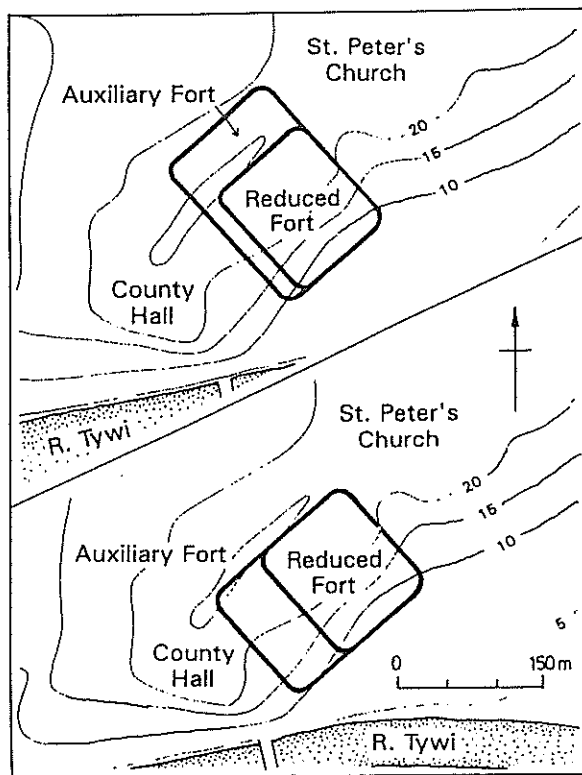 St. Peter's
Church
Auxiliary Fort
20
15
10
Reduced
Fort
County
Hall
R. Tywi
St. Peter's
Church
20
15
10
Auxiliary Fort
Reduced
Fort
5
County
Hall
0 150m
R. Tywi